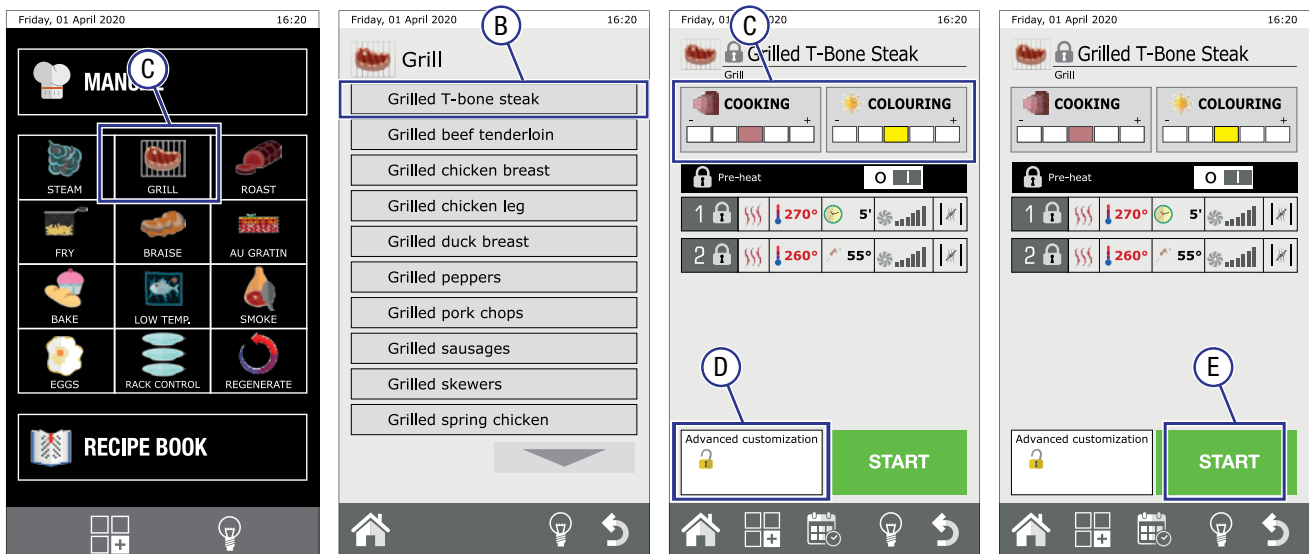 Friday, 01 April 2020 16:20
C
MAN
STEAM GRILL ROAST
FRY BRAISE AU GRATIN
BAKE LOW TEMP. SMOKE
EGGS RACK CONTROL REGENERATE
RECIPE BOOK
Friday, 01 April 2020 16:20
B
Grill
Grilled T-bone steak
Grilled beef tenderloin
Grilled chicken breast
Grilled chicken leg
Grilled duck breast
Grilled peppers
Grilled pork chops
Grilled sausages
Grilled skewers
Grilled spring chicken
Friday, 01 020 16:20
C
Grilled T-Bone Steak
Grill
COOKING COLOURING
- + - +
Pre-heat O I
1 270° 5'
2 260° 55°
D
Advanced customization
START
Friday, 01 April 2020 16:20
Grilled T-Bone Steak
Grill
COOKING COLOURING
- + - +
Pre-heat O I
1 270° 5'
2 260° 55°
E
Advanced customization
START